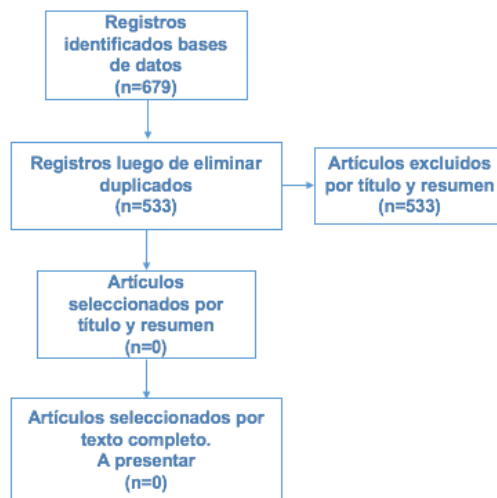 Registros
identificados bases
de datos
(n=679)
Registros luego de eliminar
duplicados
(n=533)
Artículos excluidos
por título y resumen
(n=533)
Artículos
seleccionados por
título y resumen
(n=0)
Artículos seleccionados por
texto completo.
A presentar
(n=0)